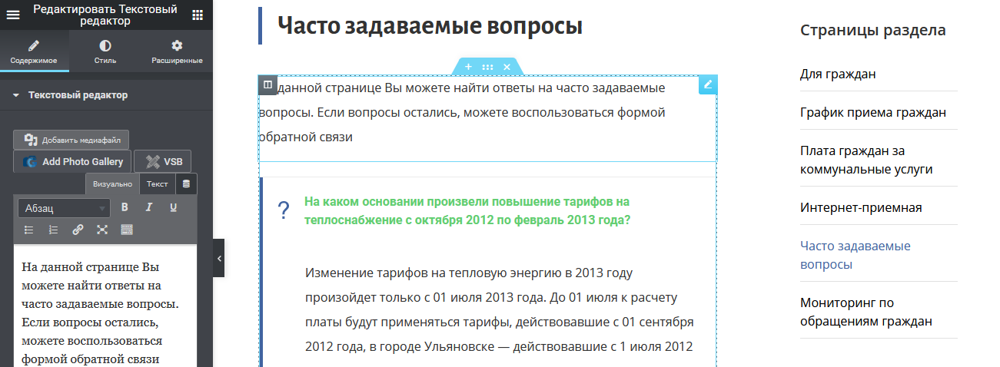 Редактировать Текстовый
редактор
Содержимое
Стиль
Расширенные
Текстовый редактор
Добавить медиафайл
Add Photo Gallery
VSB
Визуально
Текст
Абзац
B
I
U
На данной странице Вы
можете найти ответы на
часто задаваемые вопросы.
Если вопросы остались,
можете воспользоваться
формой обратной связи
Часто задаваемые вопросы
данной странице Вы можете найти ответы на часто задаваемые
вопросы. Если вопросы остались, можете воспользоваться формой
обратной связи
?
На каком основании произвели повышение тарифов на
теплоснабжение с октября 2012 по февраль 2013 года?
Изменение тарифов на тепловую энергию в 2013 году
произойдет только с 01 июля 2013 года. До 01 июля к расчету
платы будут применяться тарифы, действовавшие с 01 сентября
2012 года, в городе Ульяновске — действовавшие с 1 июля 2012
Страницы раздела
Для граждан
График приема граждан
Плата граждан за
коммунальные услуги
Интернет-приемная
Часто задаваемые
вопросы
Мониторинг по
обращениям граждан